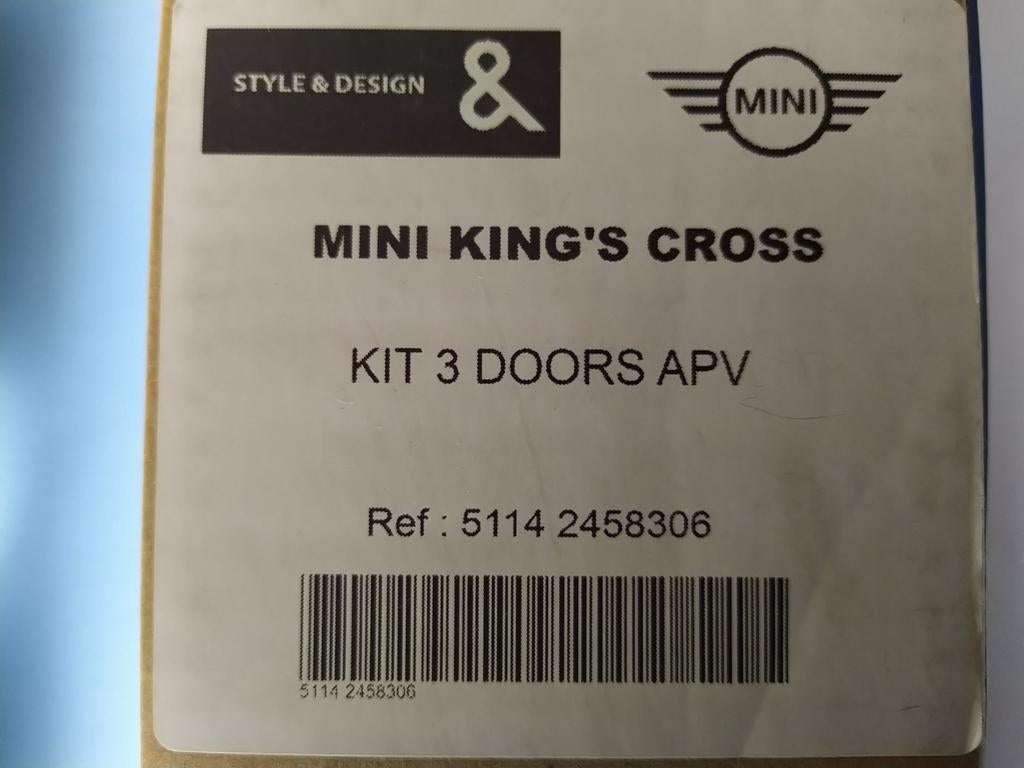 STYLE & DESIGN &
MINI
MINI KING'S CROSS
KIT 3 DOORS APV
Ref : 5114 2458306
5114 2458306